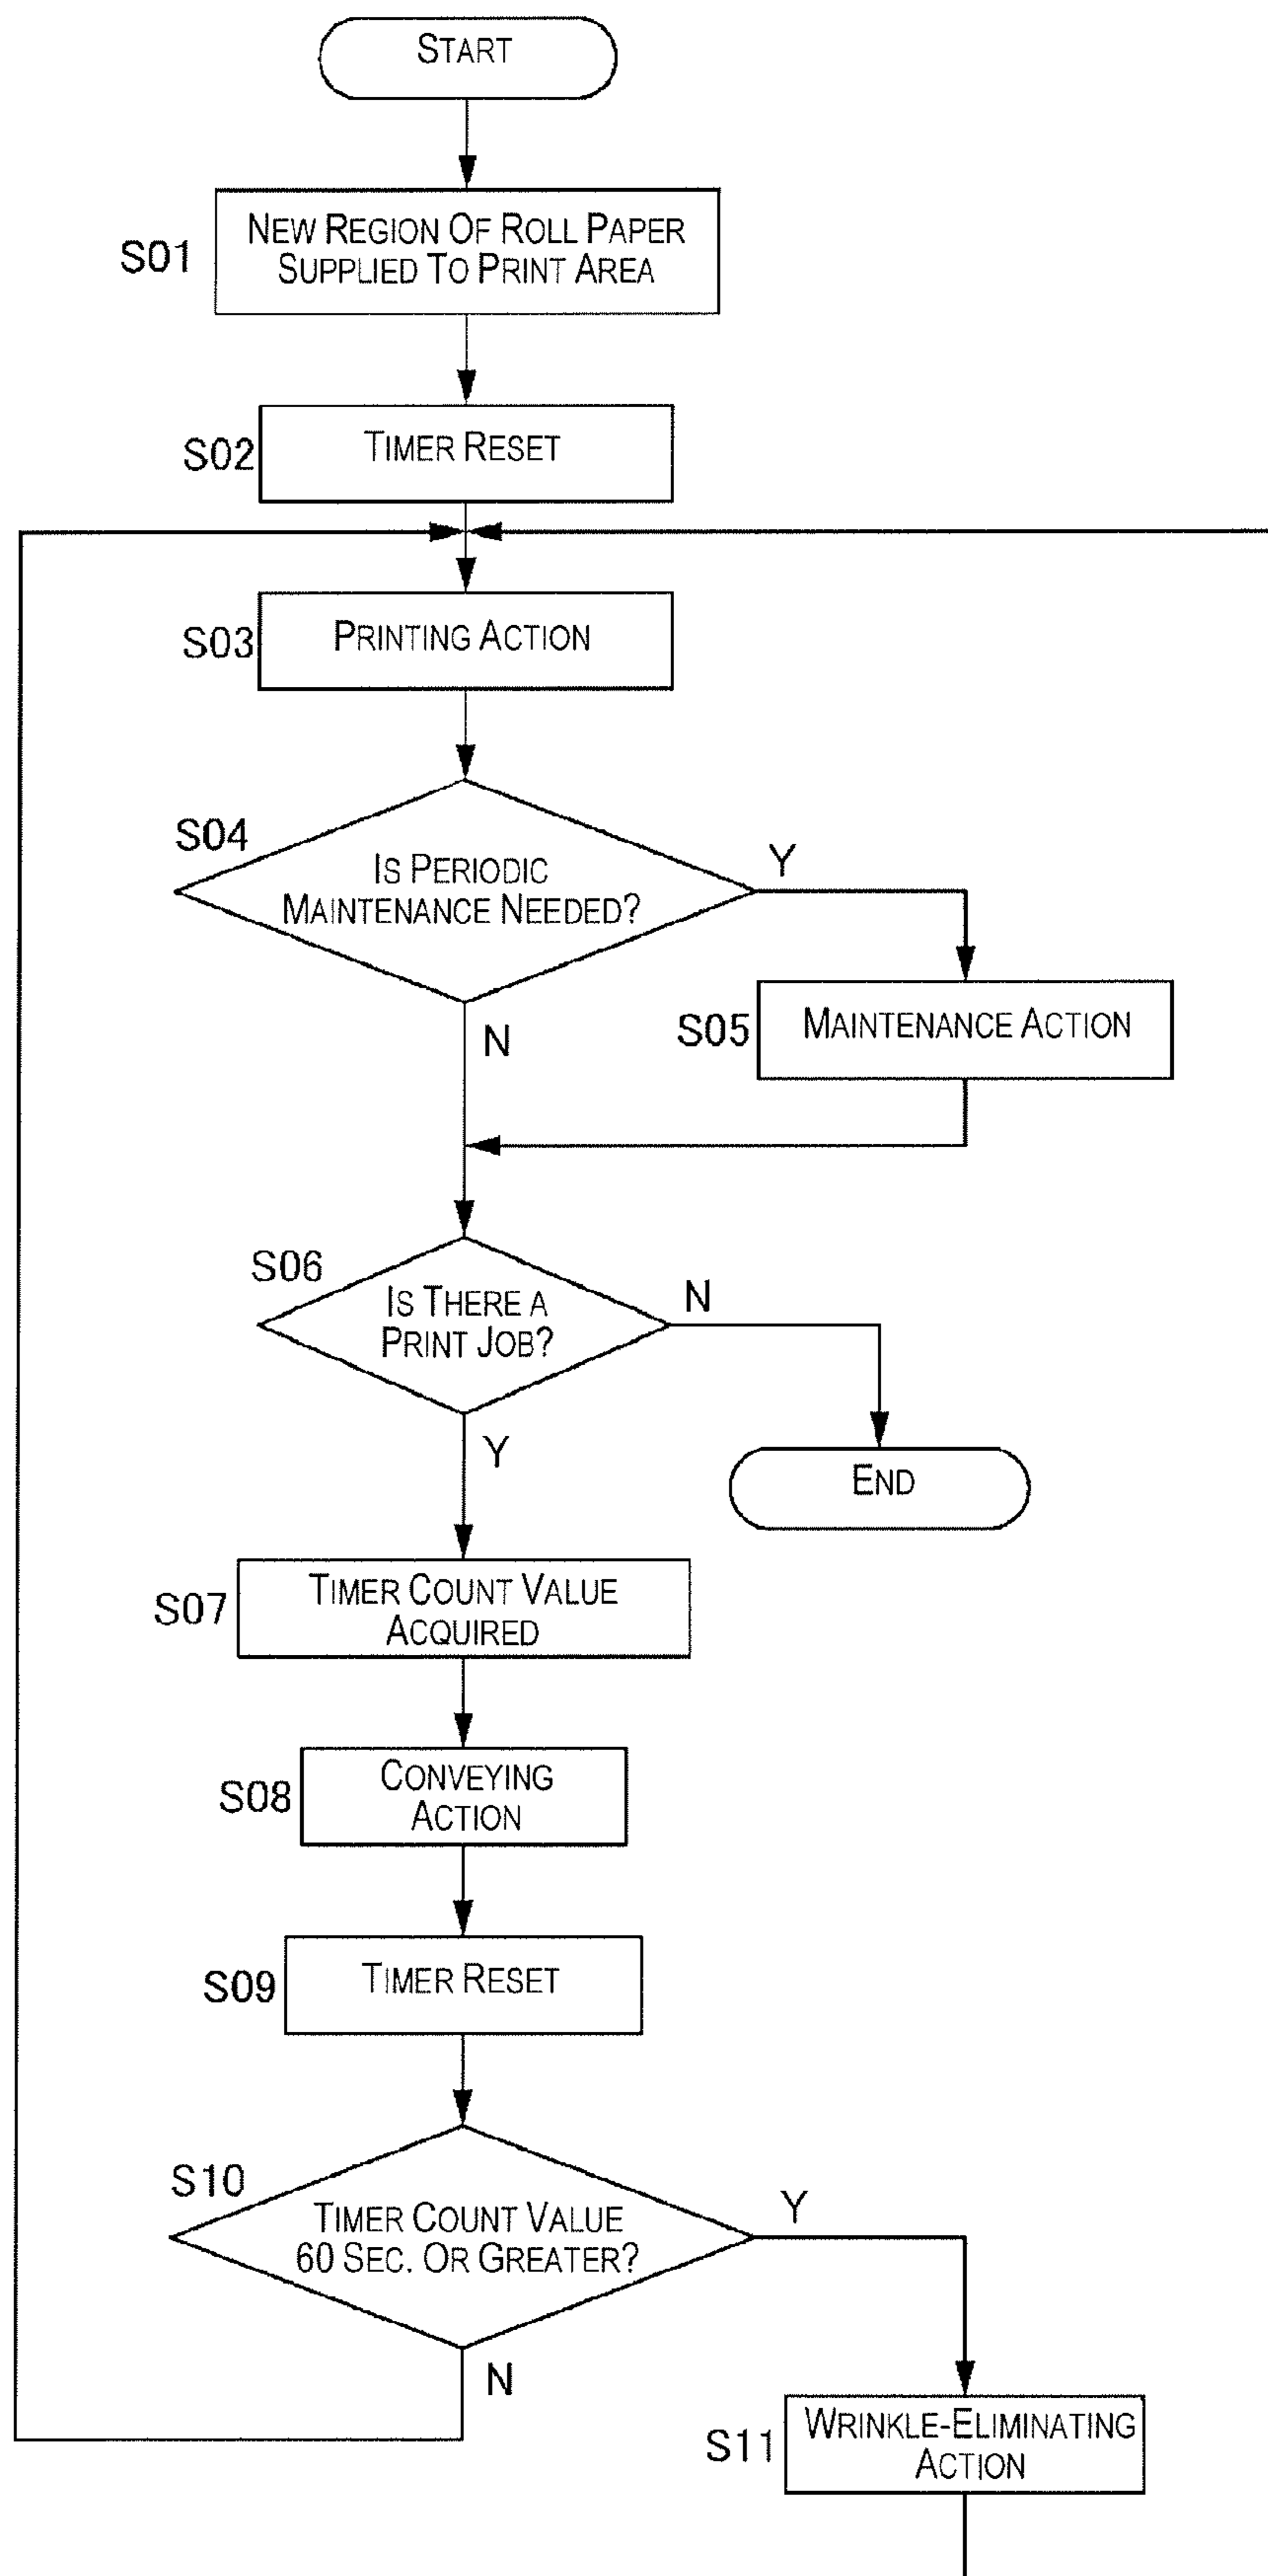 START
S01
NEW REGION OF ROLL PAPER
SUPPLIED TO PRINT AREA
S02
TIMER RESET
S03
PRINTING ACTION
S04
IS PERIODIC
MAINTENANCE NEEDED?
Y
N
S05
MAINTENANCE ACTION
S06
IS THERE A
PRINT JOB?
N
Y
END
S07
TIMER COUNT VALUE
ACQUIRED
S08
CONVEYING
ACTION
S09
TIMER RESET
S10
TIMER COUNT VALUE
60 SEC. OR GREATER?
Y
N
S11
WRINKLE-ELIMINATING
ACTION